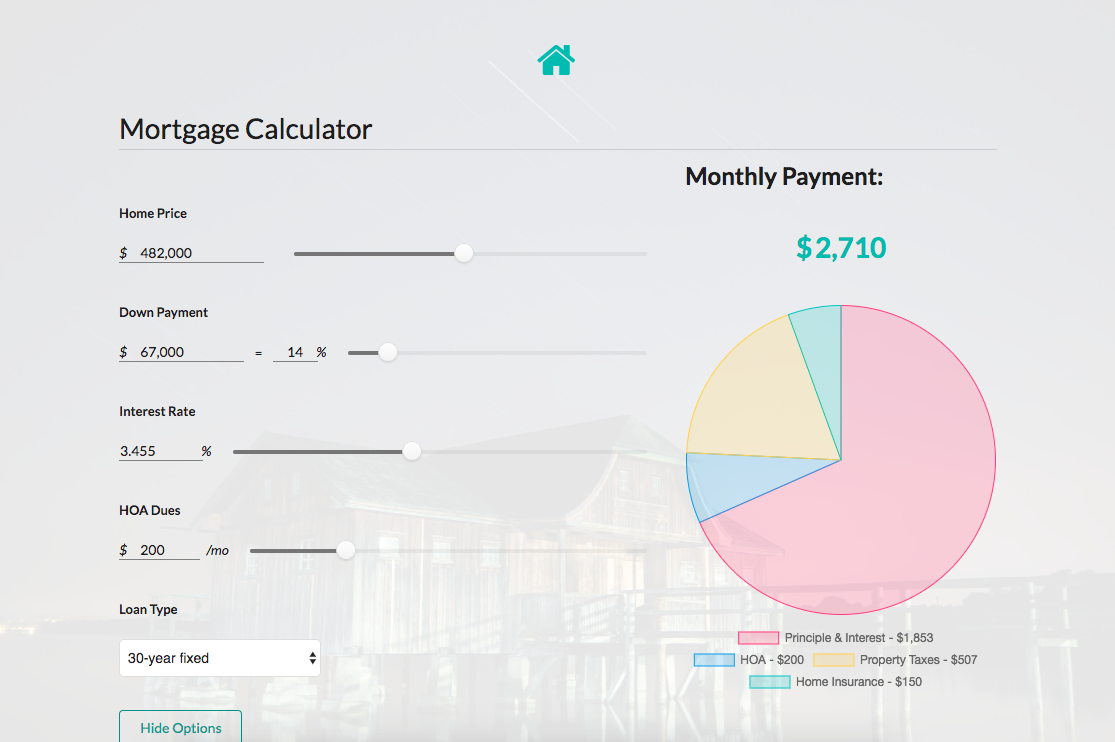 Mortgage Calculator
Monthly Payment:
$2,710
Home Price
$ 482,000
Down Payment
$ 67,000 = 14 %
Interest Rate
3.455 %
HOA Dues
$ 200 /mo
Loan Type
30-year fixed
Hide Options
Principle & Interest - $1,853
HOA - $200 Property Taxes - $507
Home Insurance - $150